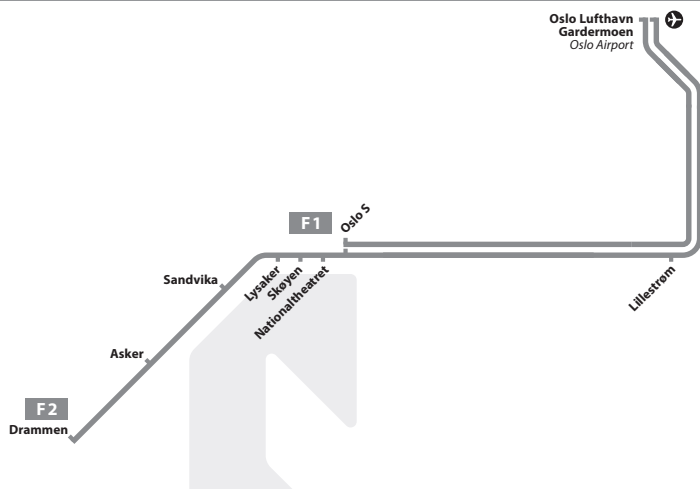 Oslo Lufthavn
Gardermoen
Oslo Airport
F1
Oslo S
Sandvika
Lysaker
Skøyen
Nationaltheatret
Lillestrøm
Asker
F2
Drammen